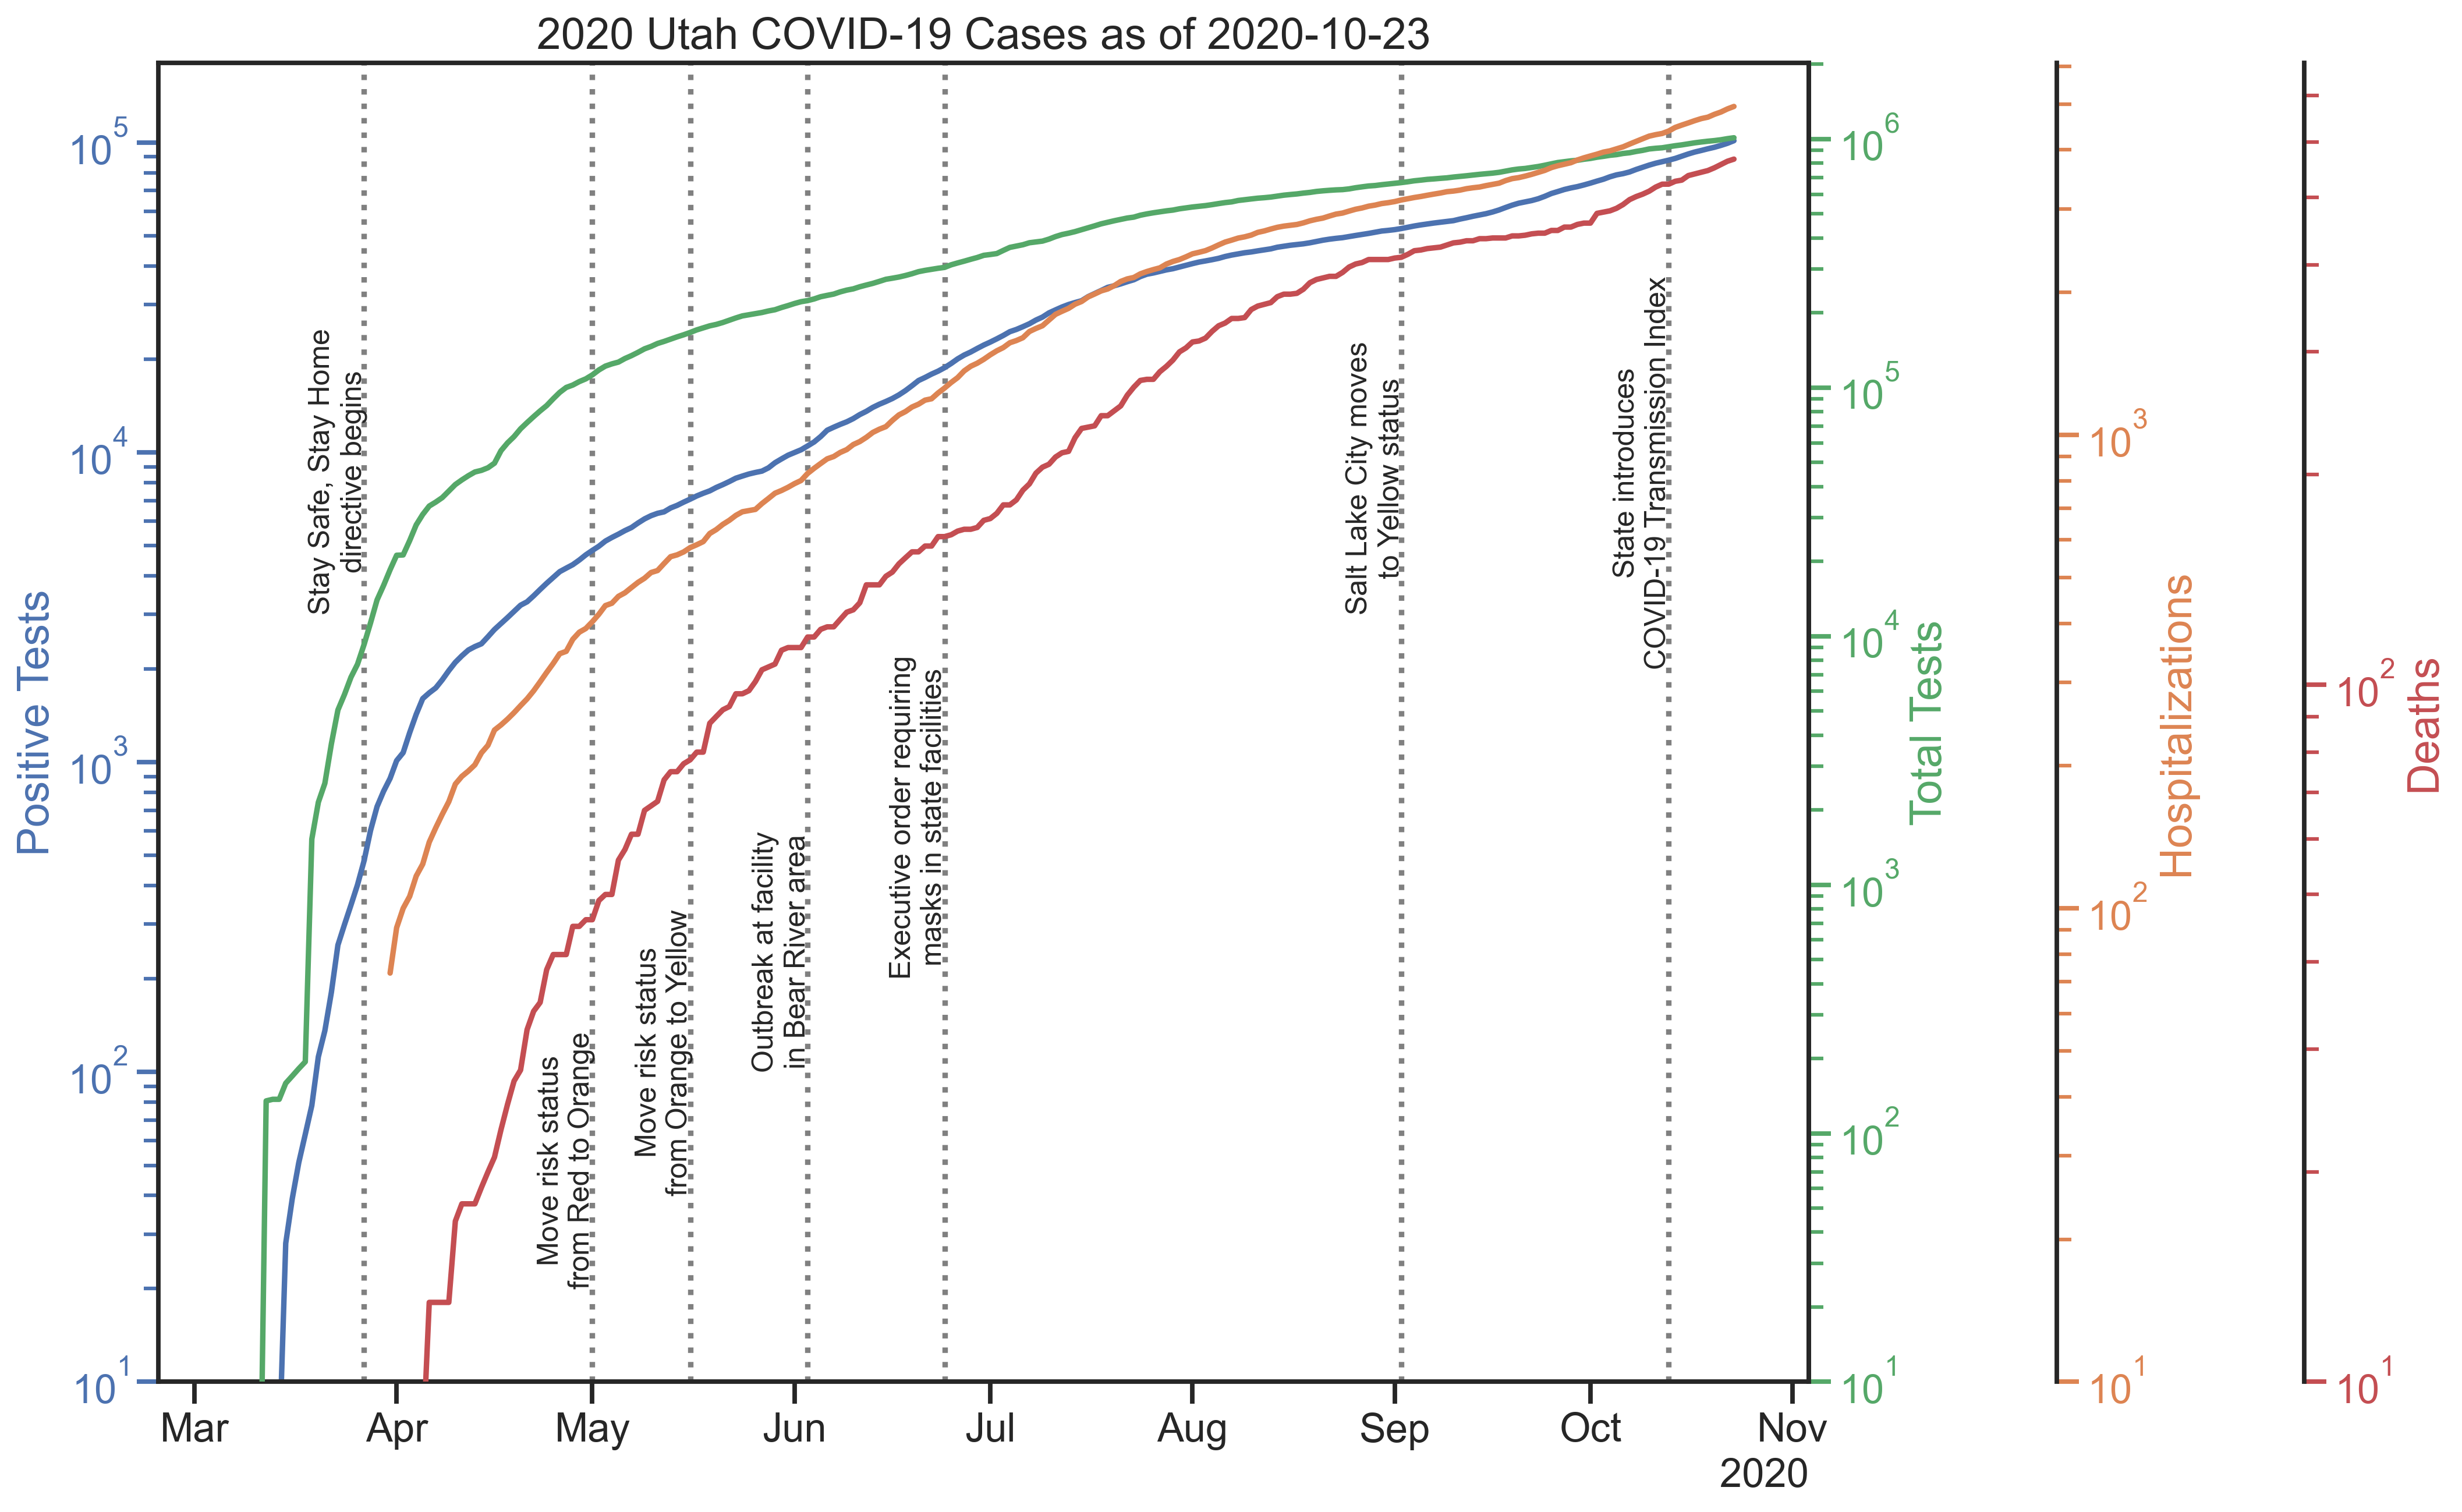 2020 Utah COVID-19 Cases as of 2020-10-23
Positive Tests
10^5
10^4
10^3
10^2
10^1
Stay Safe, Stay Home
directive begins
Move risk status
from Red to Orange
Move risk status
from Orange to Yellow
Outbreak at facility
in Bear River area
Executive order requiring
masks in state facilities
Salt Lake City moves
to Yellow status
State introduces
COVID-19 Transmission Index
10^6
10^5
10^4
10^3
10^2
10^1
Total Tests
10^3
10^2
10^1
Hospitalizations
10^2
10^1
Deaths
Mar Apr May Jun Jul Aug Sep Oct Nov
2020